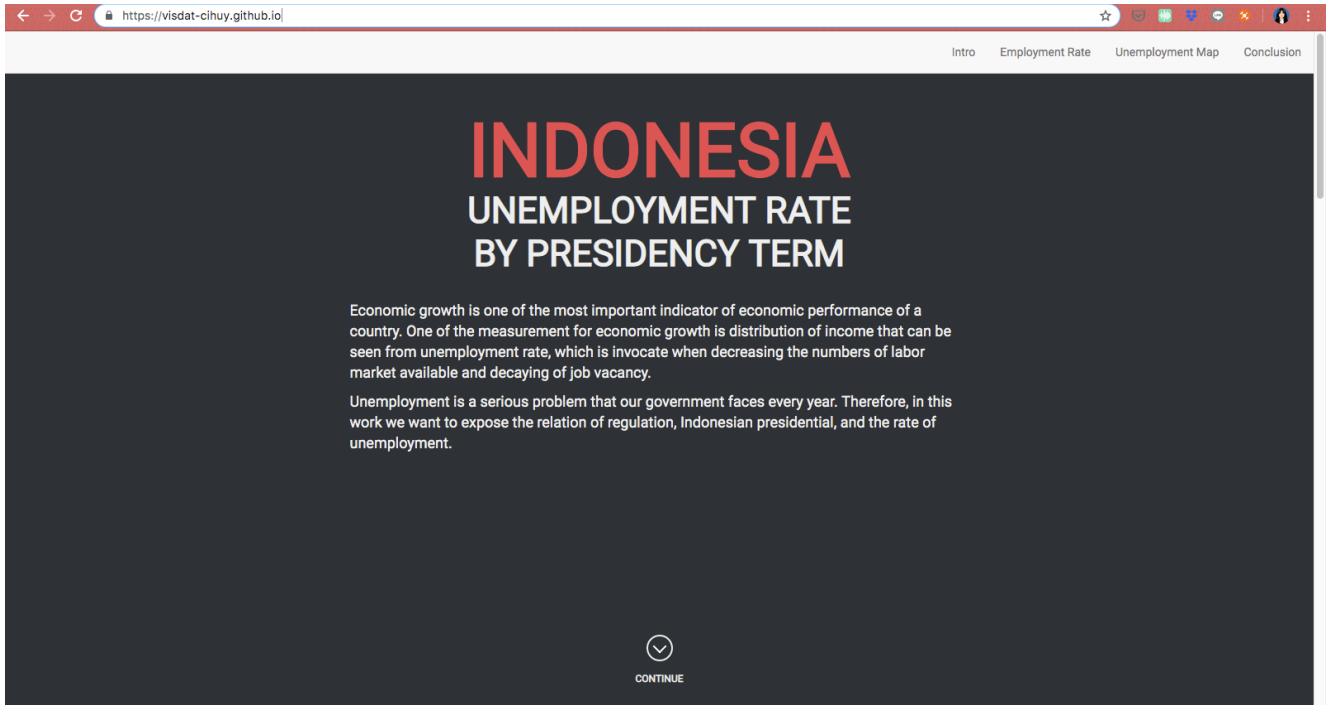 https://visdat-cihuy.github.io
Intro Employment Rate Unemployment Map Conclusion
INDONESIA
UNEMPLOYMENT RATE
BY PRESIDENCY TERM
Economic growth is one of the most important indicator of economic performance of a
country. One of the measurement for economic growth is distribution of income that can be
seen from unemployment rate, which is invocate when decreasing the numbers of labor
market available and decaying of job vacancy.
Unemployment is a serious problem that our government faces every year. Therefore, in this
work we want to expose the relation of regulation, Indonesian presidential, and the rate of
unemployment.
CONTINUE